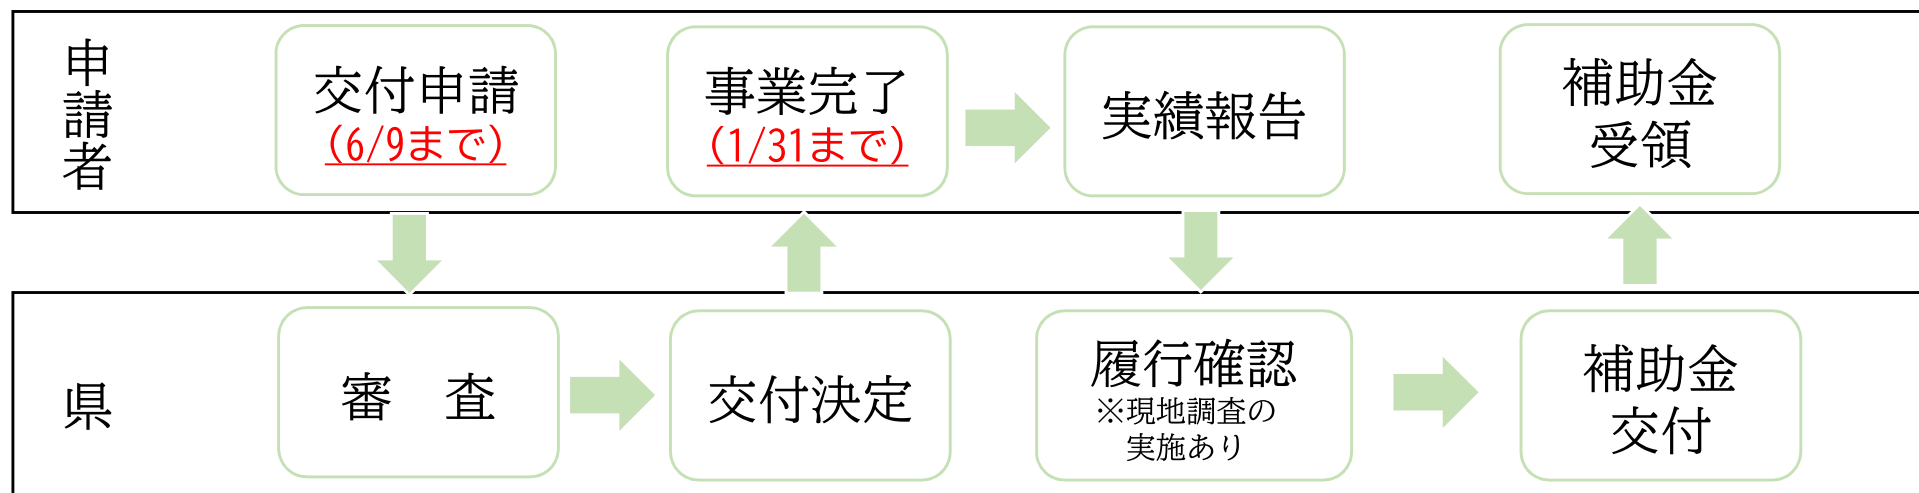 申請者
交付申請
(6/9まで)
事業完了
(1/31まで)
実績報告
補助金
受領
県
審　査
交付決定
履行確認
※現地調査の
実施あり
補助金
交付